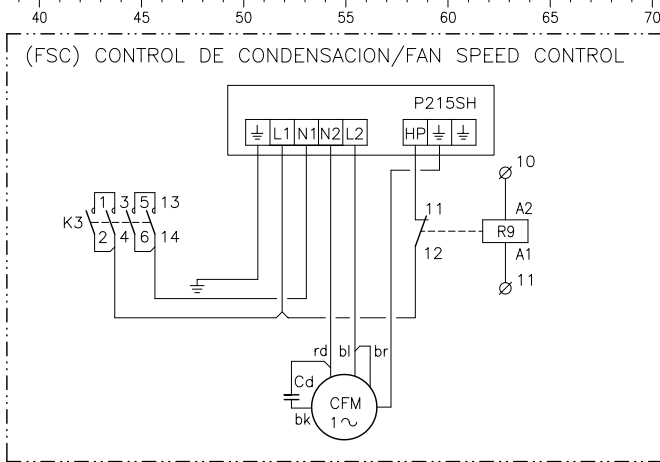 40 45 50 55 60 65 70
(FSC) CONTROL DE CONDENSACION/FAN SPEED CONTROL
P215SH
L1 N1 N2 L2 HP
10
1 3 5 13
11 A2
K3
R9
2 4 6 14
12 A1
11
rd bl br
Cd
CFM
bk 1~